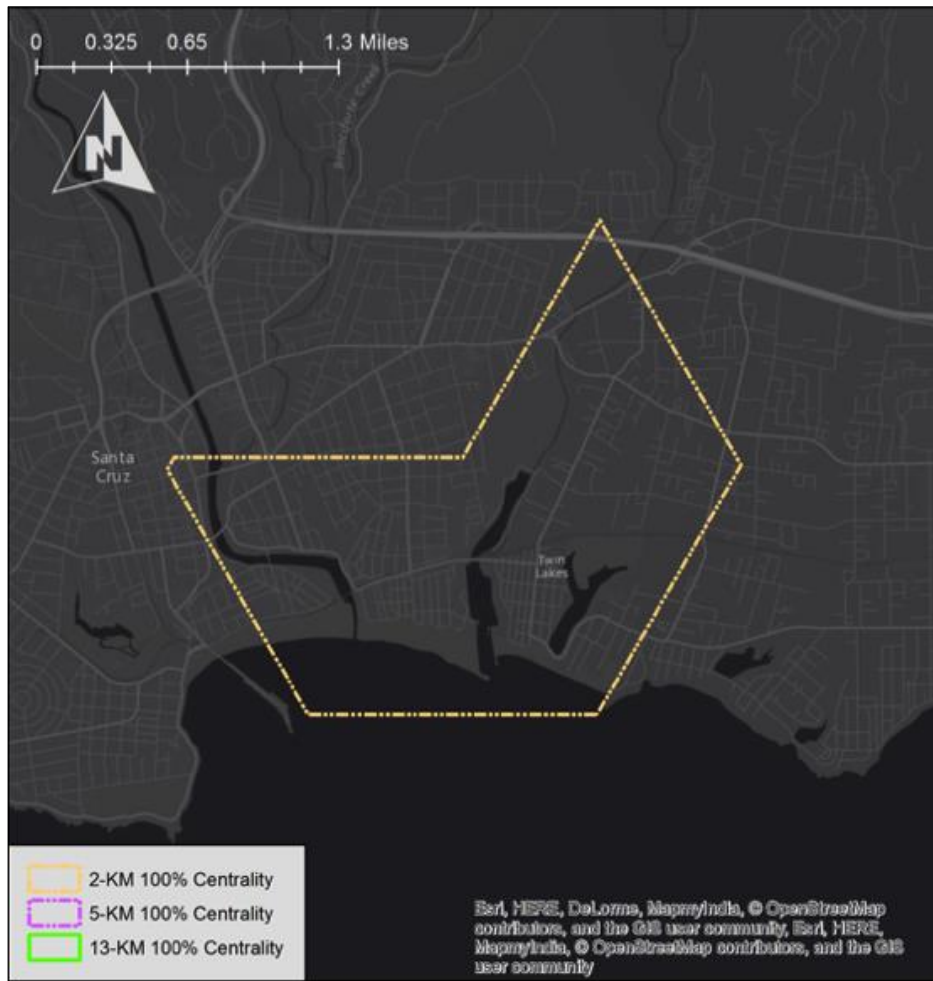 0 0.325 0.65 1.3 Miles
N
Branciforte Creek
Santa
Cruz
Twin
Lakes
2-KM 100% Centrality
5-KM 100% Centrality
13-KM 100% Centrality
Esri, HERE, DeLorme, MapmyIndia, © OpenStreetMap
contributors, and the GIS user community, Esri, HERE,
MapmyIndia, © OpenStreetMap contributors, and the GIS
user community